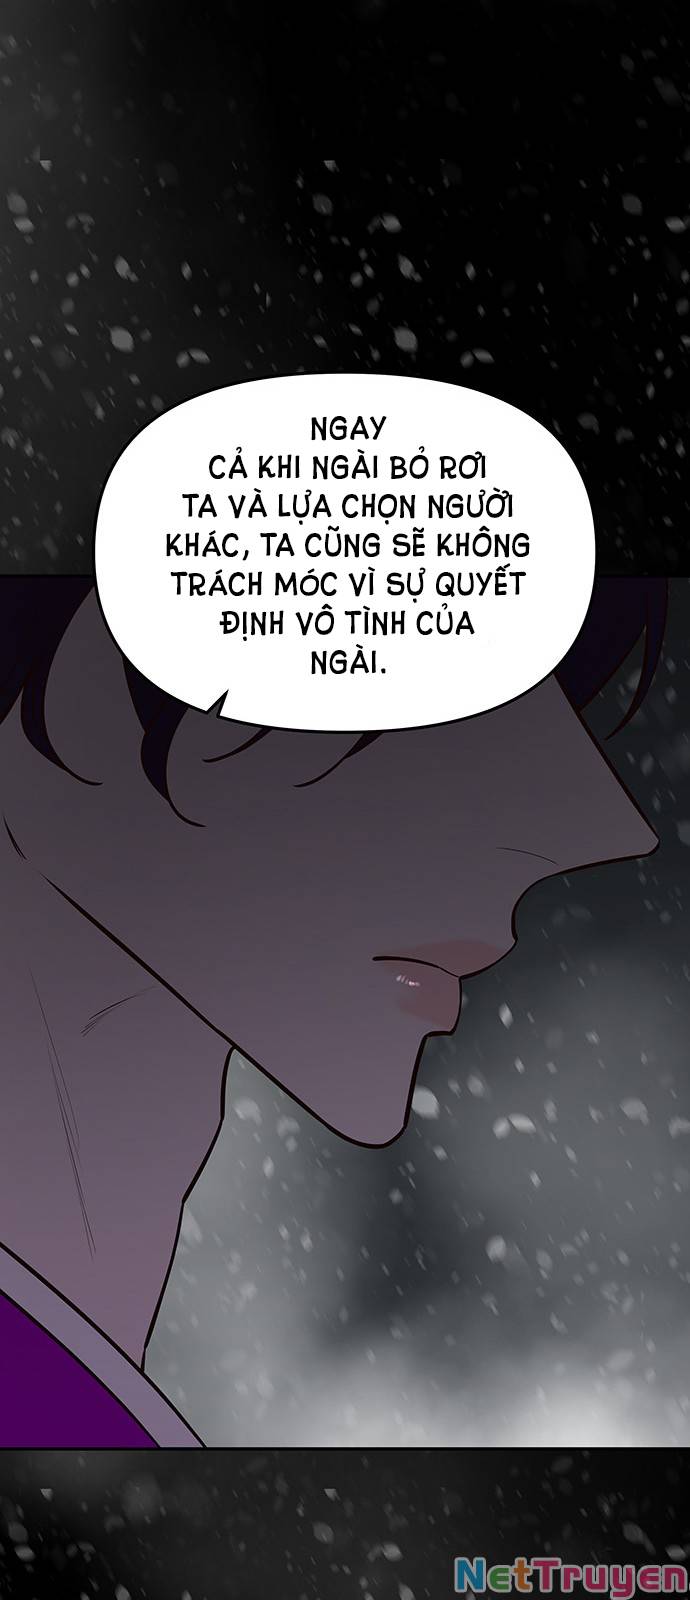 NGAY
CẢ KHI NGÀI BỎ RƠI
TA VÀ LỰA CHỌN NGƯỜI
KHÁC, TA CŨNG SẼ KHÔNG
TRÁCH MÓC VÌ SỰ QUYẾT
ĐỊNH VÔ TÌNH CỦA
NGÀI.
NetTruyen